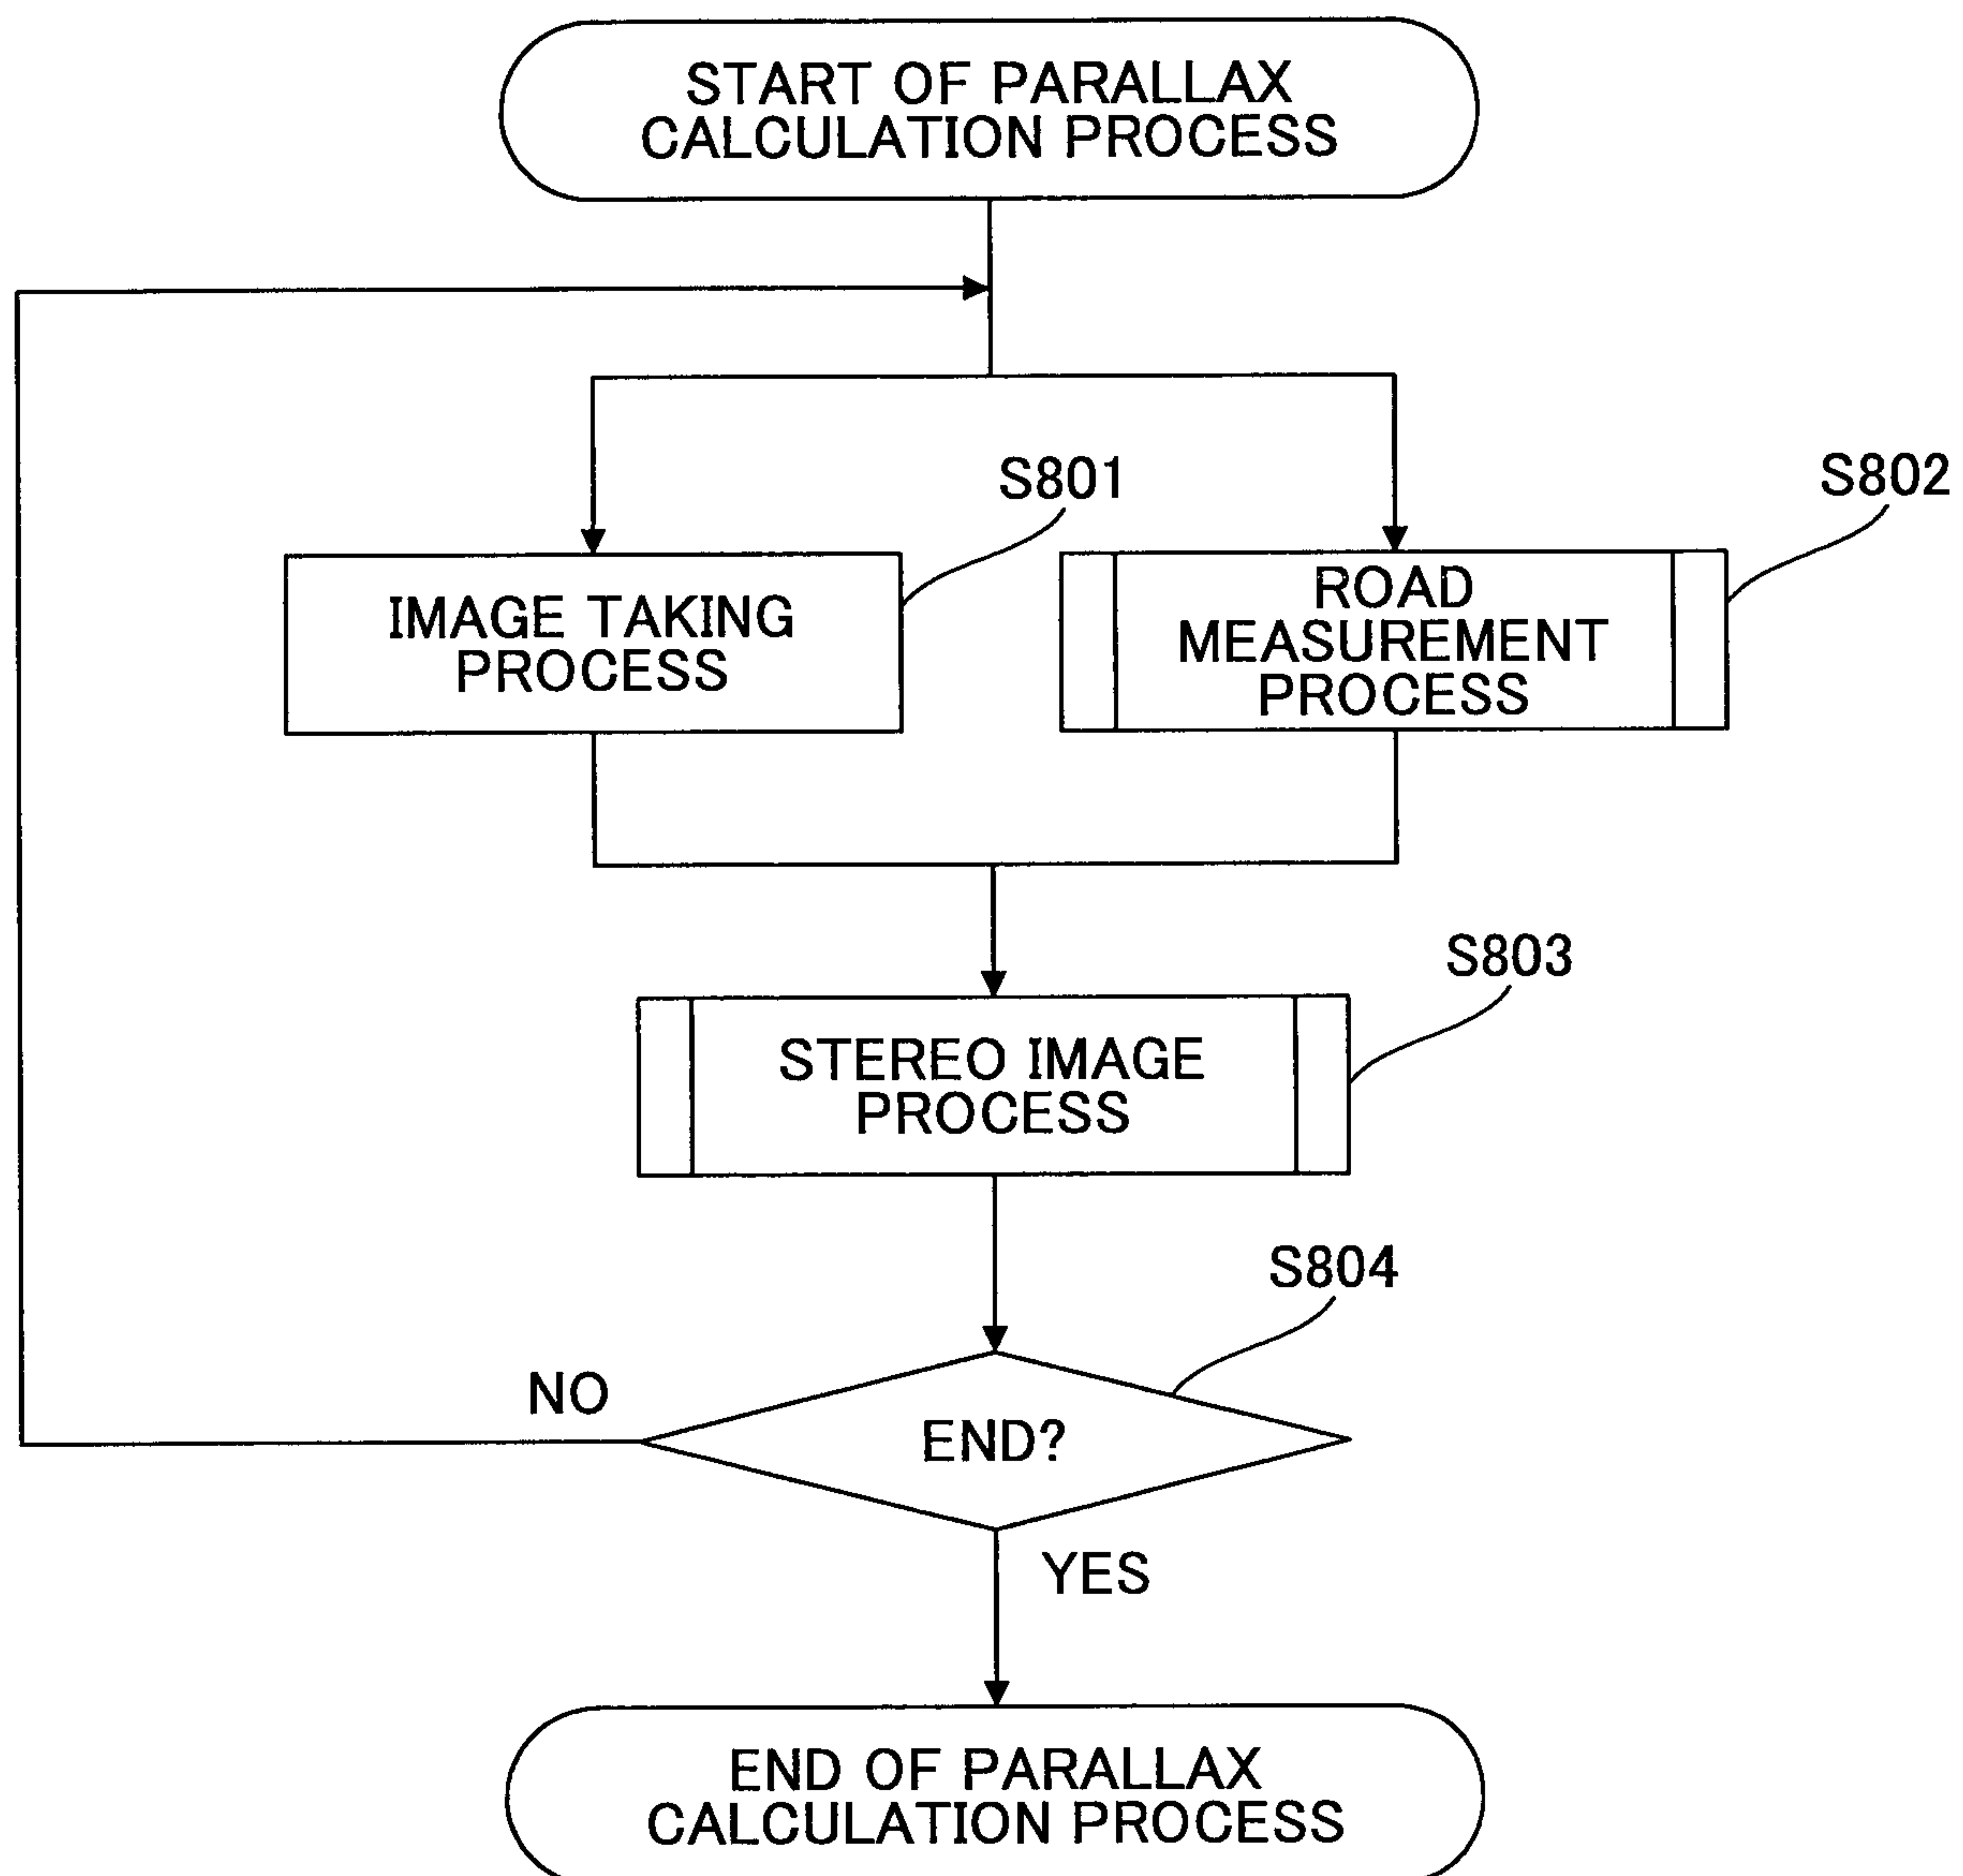 START OF PARALLAX
CALCULATION PROCESS
S801
S802
IMAGE TAKING
PROCESS
ROAD
MEASUREMENT
PROCESS
S803
STEREO IMAGE
PROCESS
S804
NO
END?
YES
END OF PARALLAX
CALCULATION PROCESS